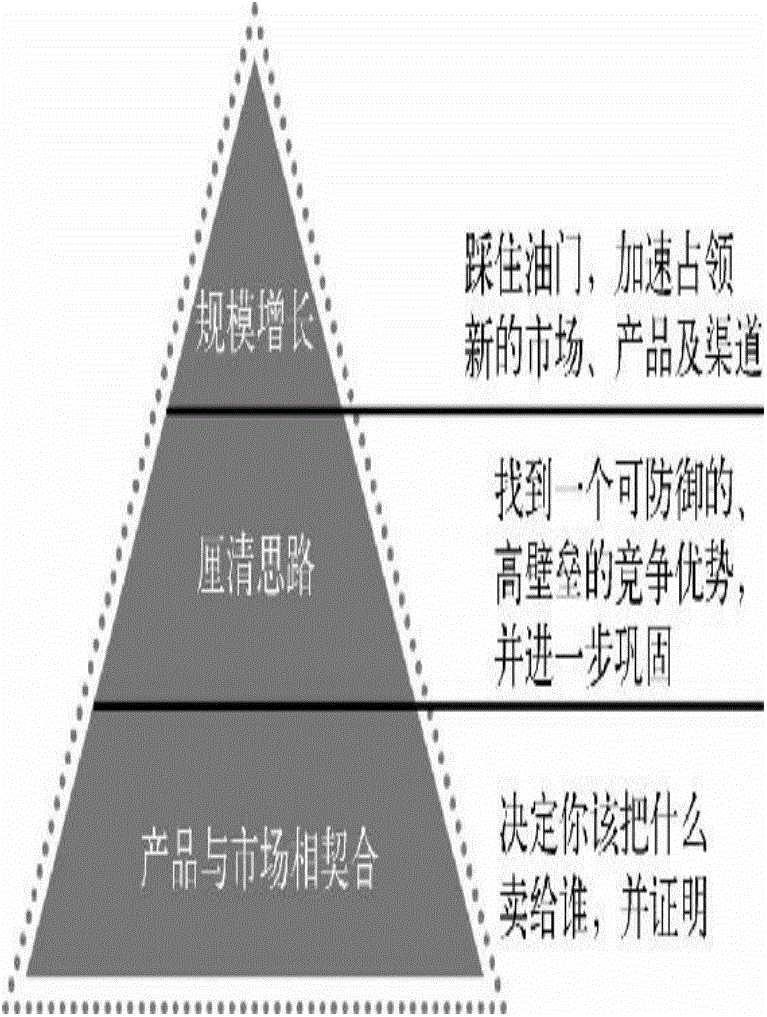 规模增长
踩住油门，加速占领
新的市场、产品及渠道
厘清思路
找到一个可防御的、
高壁垒的竞争优势，
并进一步巩固
产品与市场相契合
决定你该把什么
卖给谁，并证明